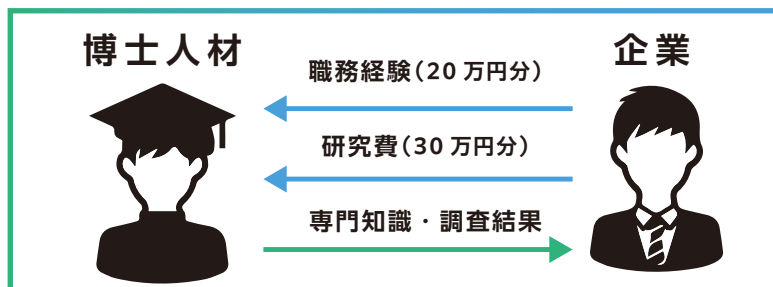 博士人材
企業
職務経験(20万円分)
研究費(30万円分)
専門知識・調査結果